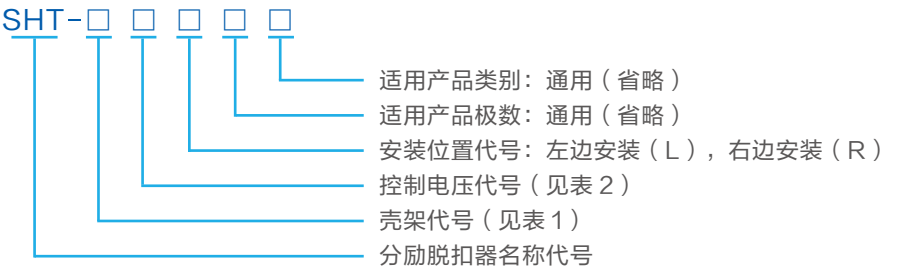 SHT-□ □ □ □ □
适用产品类别：通用（省略）
适用产品极数：通用（省略）
安装位置代号：左边安装（L），右边安装（R）
控制电压代号（见表2）
壳架代号（见表1）
分励脱扣器名称代号